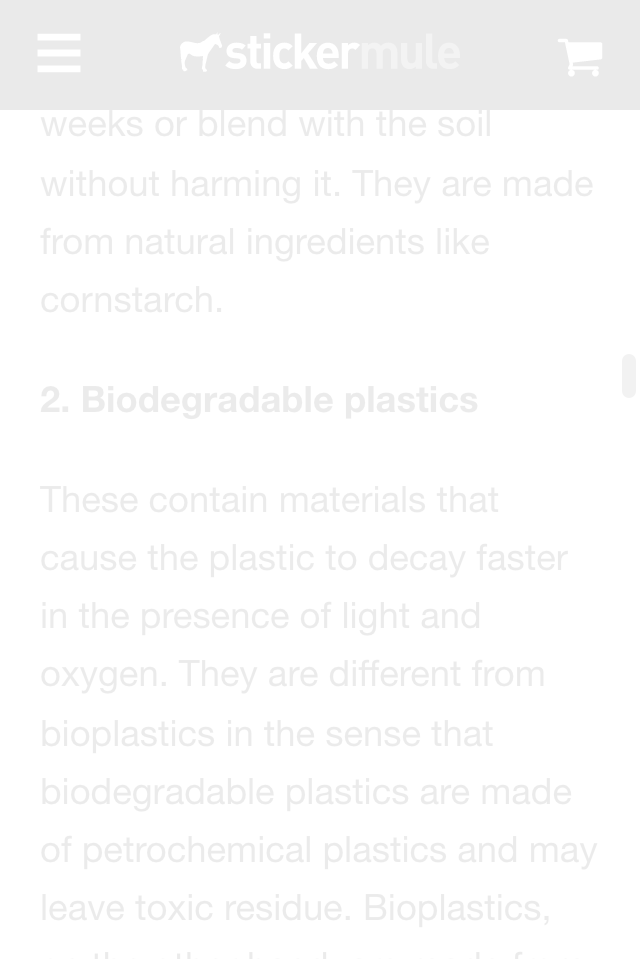 stickermule
weeks or blend with the soil
without harming it. They are made
from natural ingredients like
cornstarch.
2. Biodegradable plastics
These contain materials that
cause the plastic to decay faster
in the presence of light and
oxygen. They are different from
bioplastics in the sense that
biodegradable plastics are made
of petrochemical plastics and may
leave toxic residue. Bioplastics,